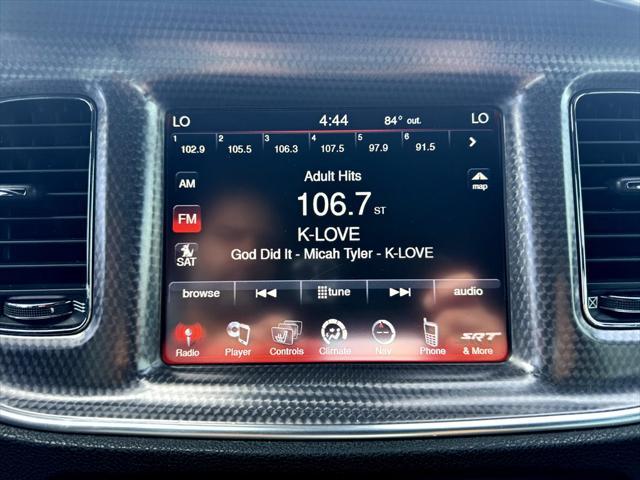 LO 4:44 84° out. LO
1 102.9 2 105.5 3 106.3 4 107.5 5 97.9 6 91.5
Adult Hits
AM
106.7 ST
map
FM
K-LOVE
SAT
God Did It - Micah Tyler - K-LOVE
browse tune audio
Radio Player Controls Climate Nav Phone SRT & More